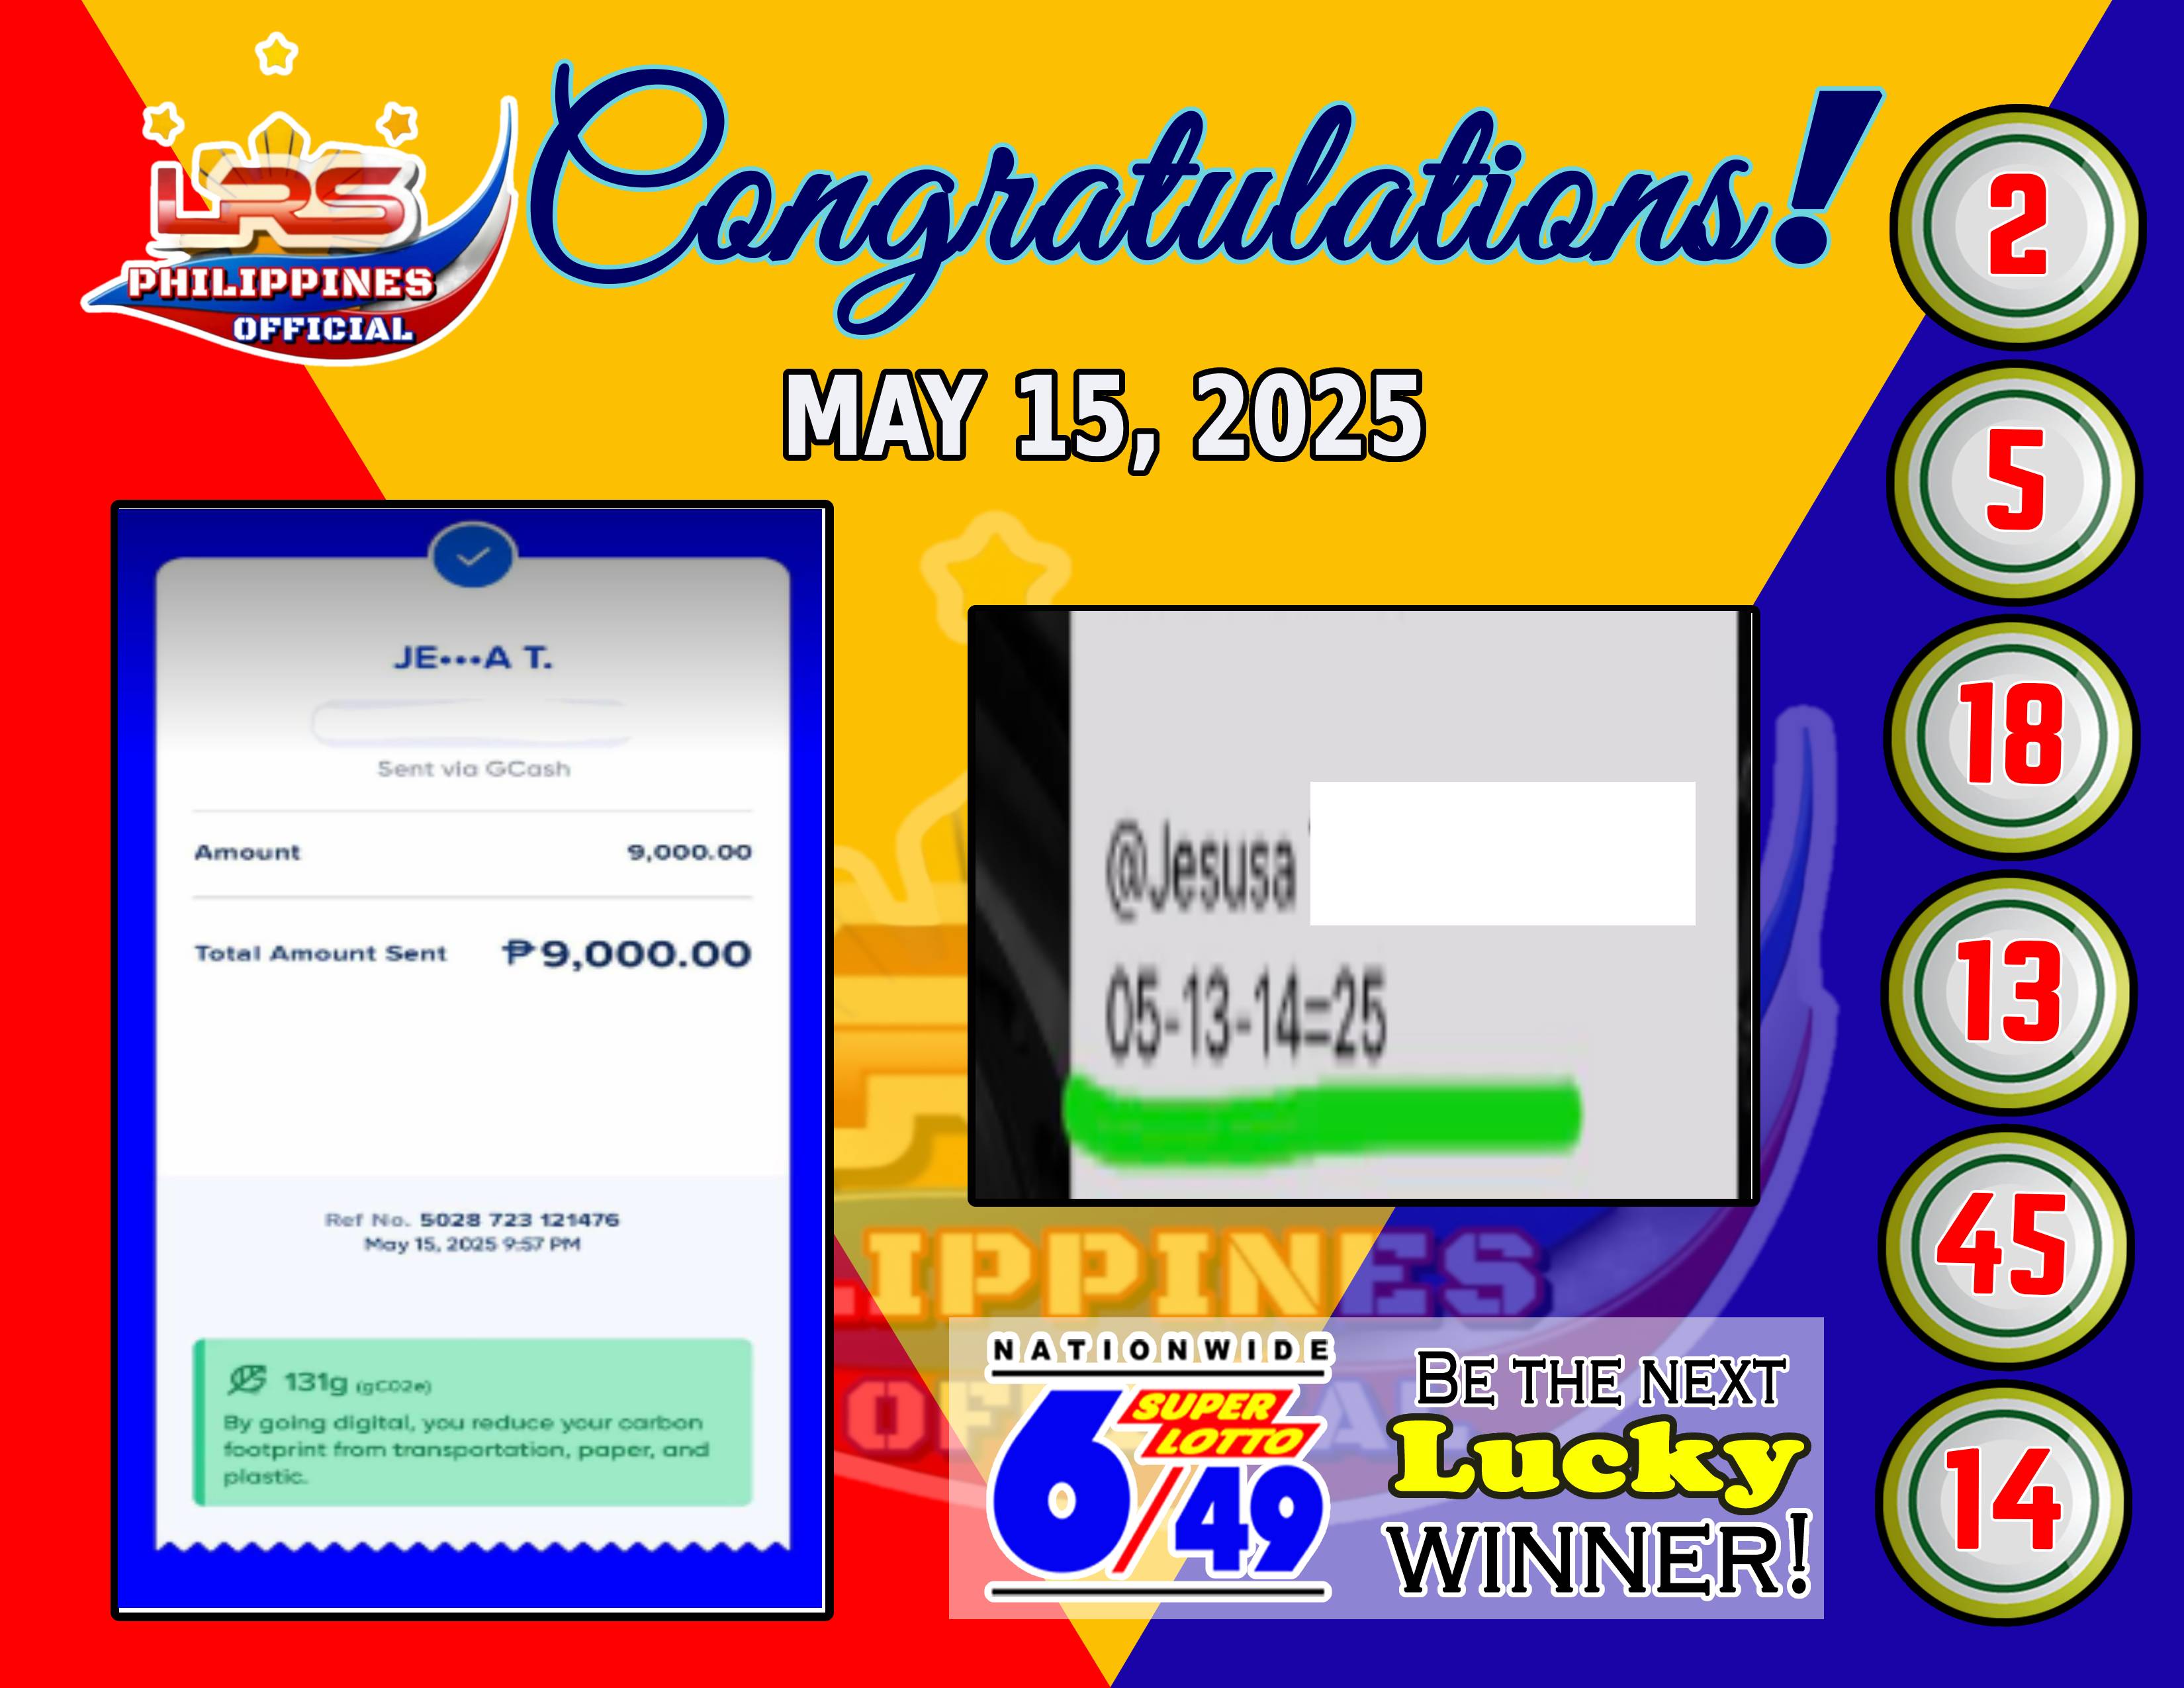 LRS
PHILIPPINES
OFFICIAL
Congratulations!
MAY 15, 2025
JE•••A T.
Sent via GCash
Amount 9,000.00
Total Amount Sent ₱9,000.00
Ref No. 5028 723 121476
May 15, 2025 9:57 PM
131g (gCO2e)
By going digital, you reduce your carbon
footprint from transportation, paper, and
plastic.
@Jesusa
05-13-14=25
LIPPINES
NATIONWIDE
SUPER
LOTTO
6/49
BE THE NEXT
Lucky
WINNER!
2
5
18
13
45
14